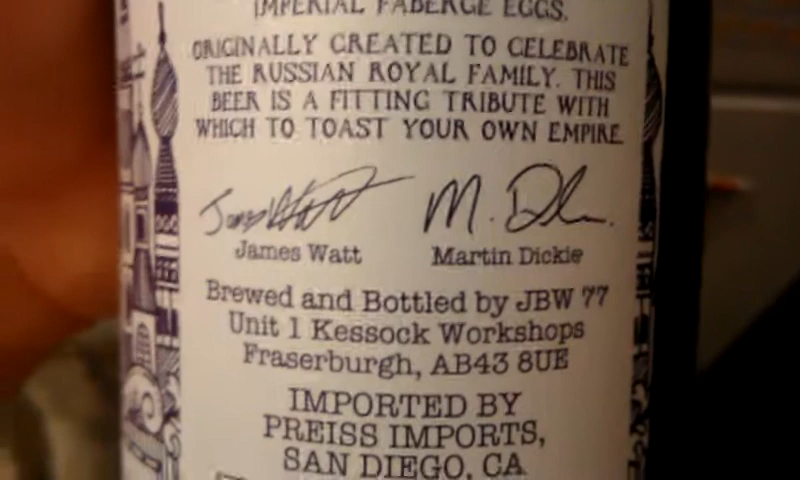 IMPERIAL FABERGE EGGS.
ORIGINALLY CREATED TO CELEBRATE
THE RUSSIAN ROYAL FAMILY. THIS
BEER IS A FITTING TRIBUTE WITH
WHICH TO TOAST YOUR OWN EMPIRE.
James Watt M. D
James Watt Martin Dickie
Brewed and Bottled by JBW 77
Unit 1 Kessock Workshops
Fraserburgh, AB43 8UE
IMPORTED BY
PREISS IMPORTS,
SAN DIEGO, CA